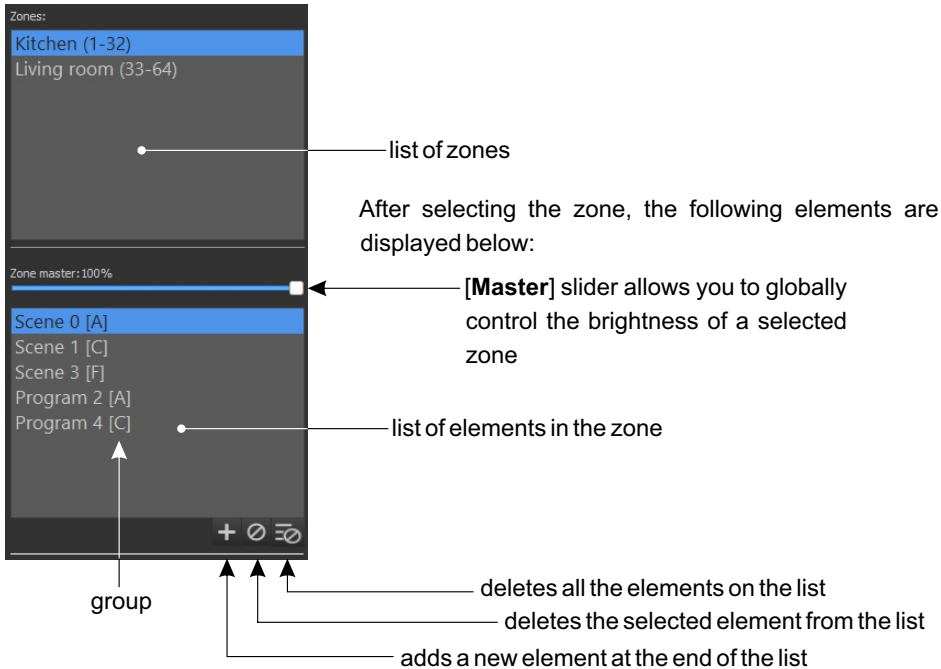 Zones:
Kitchen (1-32)
Living room (33-64)
list of zones
After selecting the zone, the following elements are
displayed below:
Zone master:100%
[Master] slider allows you to globally
control the brightness of a selected
zone
Scene 0 [A]
Scene 1 [C]
Scene 3 [F]
Program 2 [A]
Program 4 [C]
list of elements in the zone
group
deletes all the elements on the list
deletes the selected element from the list
adds a new element at the end of the list